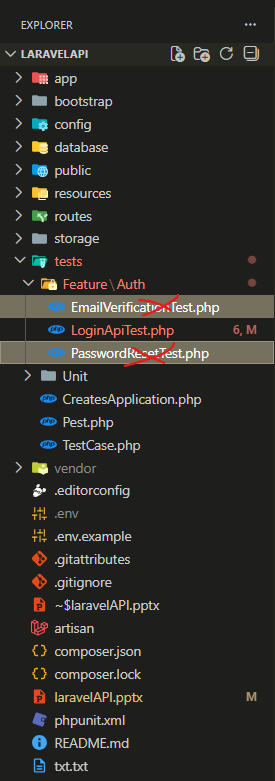 EXPLORER
LARAVELAPI
app
bootstrap
config
database
public
resources
routes
storage
tests
Feature\Auth
EmailVerificationTest.php
LoginApiTest.php 6, M
PasswordResetTest.php
Unit
CreatesApplication.php
Pest.php
TestCase.php
vendor
.editorconfig
.env
.env.example
.gitattributes
.gitignore
~$laravelAPI.pptx
artisan
composer.json
composer.lock
laravelAPI.pptx M
phpunit.xml
README.md
txt.txt